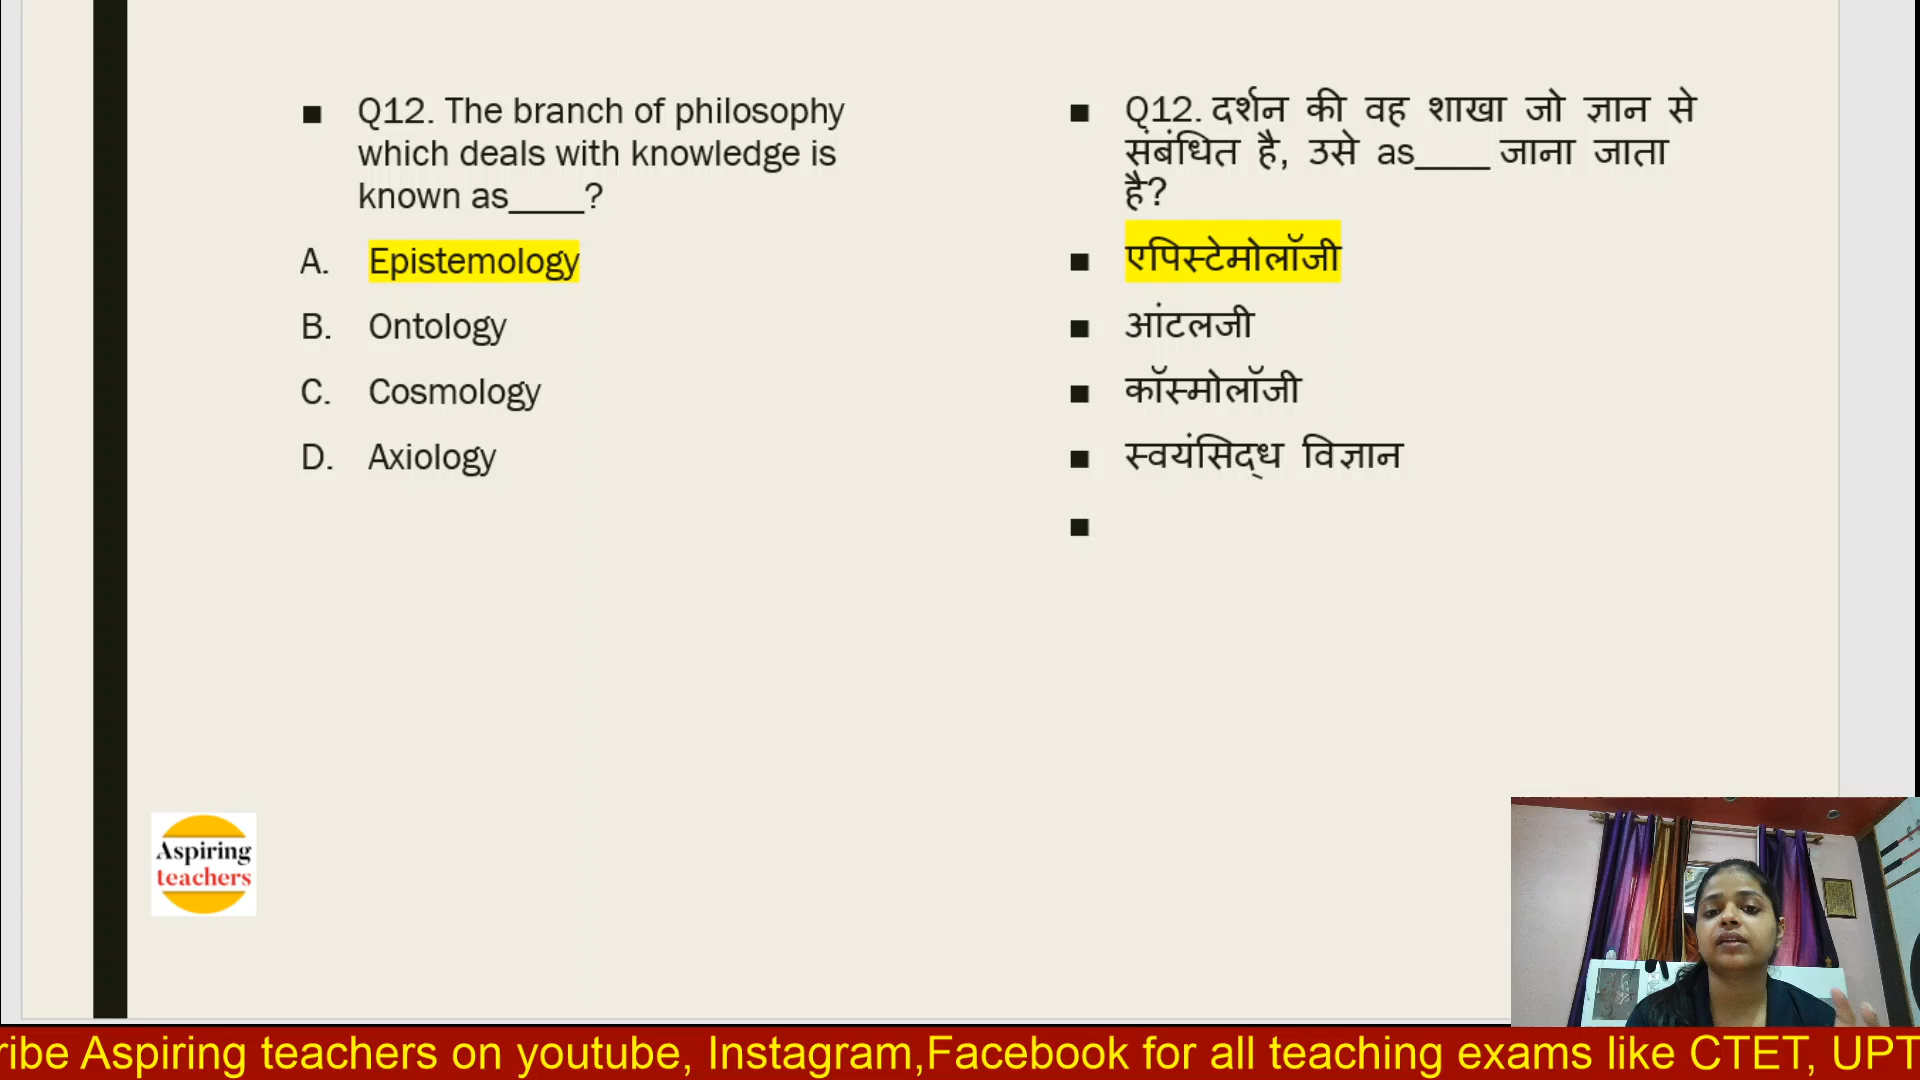 Q12. The branch of philosophy
which deals with knowledge is
known as____?
A. Epistemology
B. Ontology
C. Cosmology
D. Axiology
Q12. दर्शन की वह शाखा जो ज्ञान से
संबंधित है, उसे as____ जाना जाता
है?
एपिस्टेमोलॉजी
आंटलजी
कॉस्मोलॉजी
स्वयंसिद्ध विज्ञान
Aspiring
teachers
ribe Aspiring teachers on youtube, Instagram,Facebook for all teaching exams like CTET, UPT